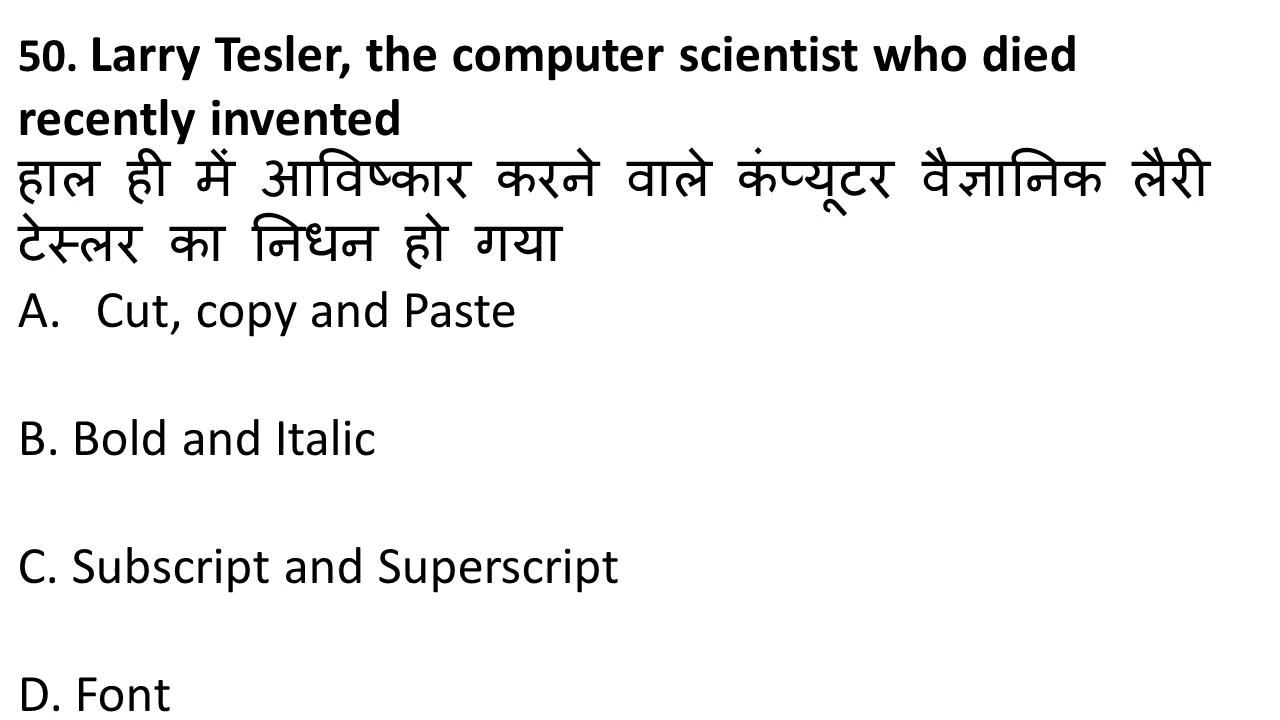 50. Larry Tesler, the computer scientist who died
recently invented
हाल ही में आविष्कार करने वाले कंप्यूटर वैज्ञानिक लैरी
टेस्लर का निधन हो गया
A. Cut, copy and Paste
B. Bold and Italic
C. Subscript and Superscript
D. Font